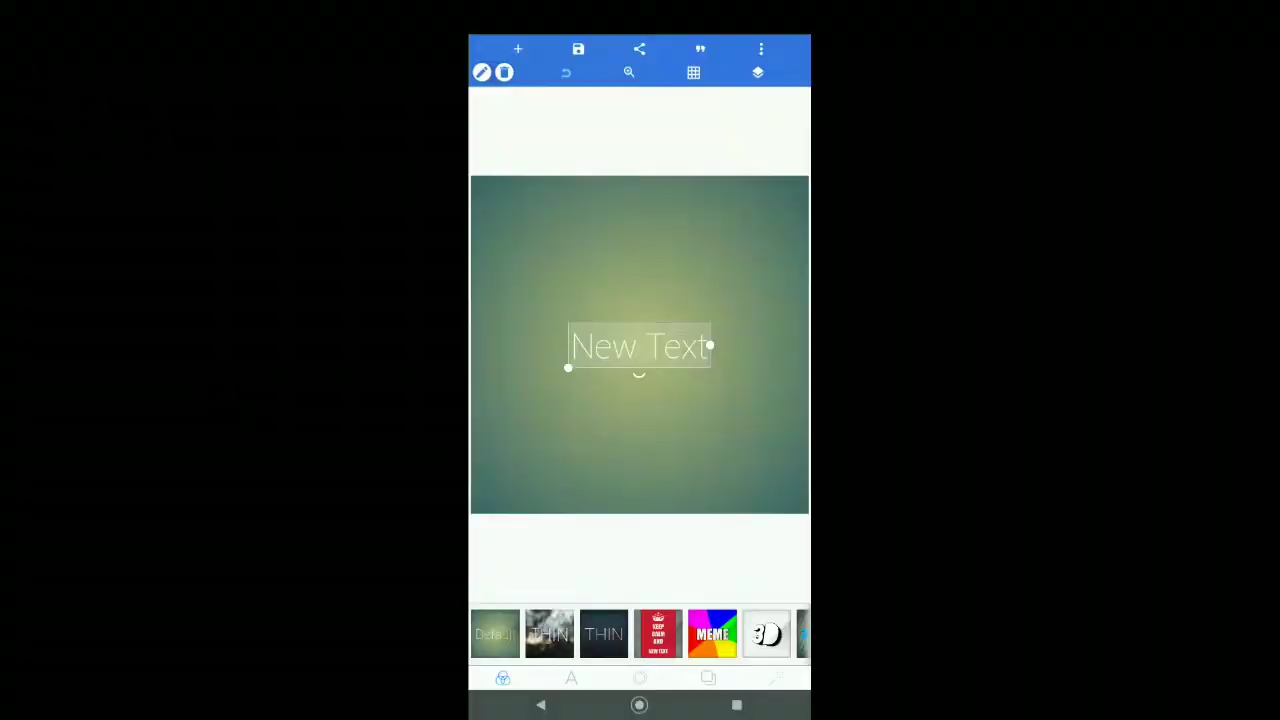 New Text
Default
THIN
THIN
KEEP
CALM
AND
NEW TEXT
MEME
3D